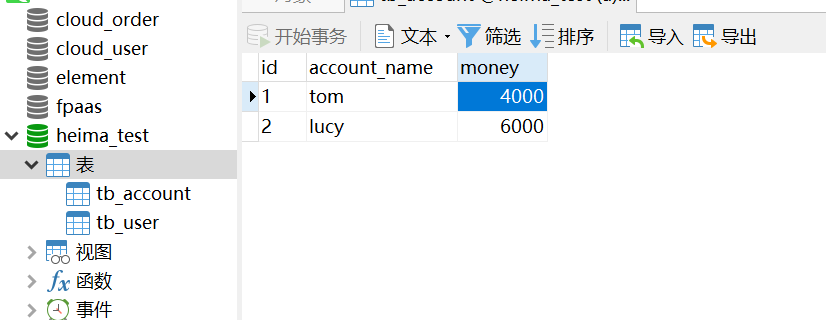 cloud_order
cloud_user
element
fpaas
heima_test
表
tb_account
tb_user
视图
函数
事件
开始事务
文本
筛选
排序
导入
导出
id account_name money
1 tom 4000
2 lucy 6000